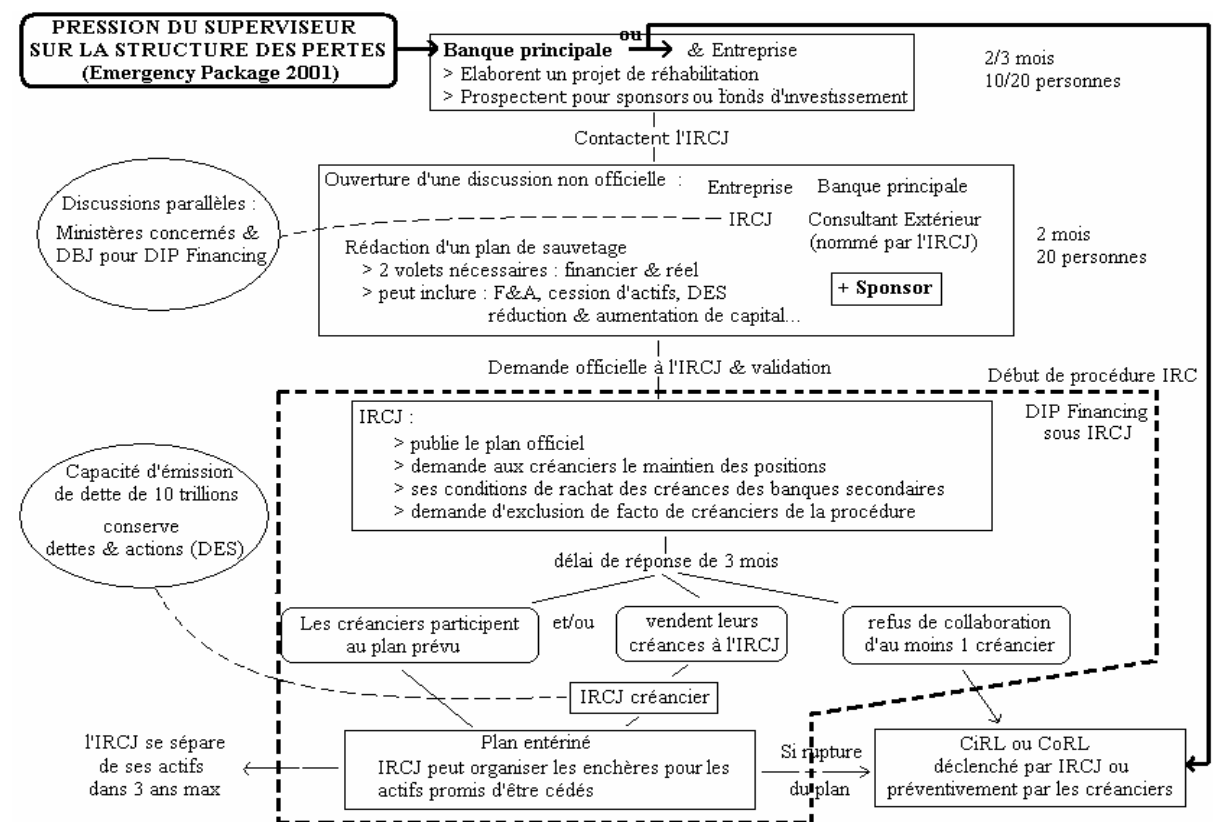 PRESSION DU SUPERVISEUR
SUR LA STRUCTURE DES PERTES
(Emergency Package 2001)
ou
Banque principale & Entreprise
> Elaborent un projet de réhabilitation
> Prospectent pour sponsors ou fonds d'investissement
2/3 mois
10/20 personnes
Contactent l'IRCJ
Discussions parallèles :
Ministères concernés &
DBJ pour DIP Financing
Ouverture d'une discussion non officielle : Entreprise Banque principale
IRCJ Consultant Extérieur
(nommé par l'IRCJ)
Rédaction d'un plan de sauvetage
> 2 volets nécessaires : financier & réel
> peut inclure : F&A, cession d'actifs, DES
réduction & aumentation de capital...
+ Sponsor
2 mois
20 personnes
Demande officielle à l'IRCJ & validation
Début de procédure IRC
DIP Financing
sous IRCJ
IRCJ :
> publie le plan officiel
> demande aux créanciers le maintien des positions
> ses conditions de rachat des créances des banques secondaires
> demande d'exclusion de facto de créanciers de la procédure
Capacité d'émission
de dette de 10 trillions
conserve
dettes & actions (DES)
délai de réponse de 3 mois
Les créanciers participent
au plan prévu
et/ou
vendent leurs
créances à l'IRCJ
refus de collaboration
d'au moins 1 créancier
IRCJ créancier
l'IRCJ se sépare
de ses actifs
dans 3 ans max
Plan entériné
IRCJ peut organiser les enchères pour les
actifs promis d'être cédés
Si rupture
du plan
CiRL ou CoRL
déclenché par IRCJ ou
préventivement par les créanciers